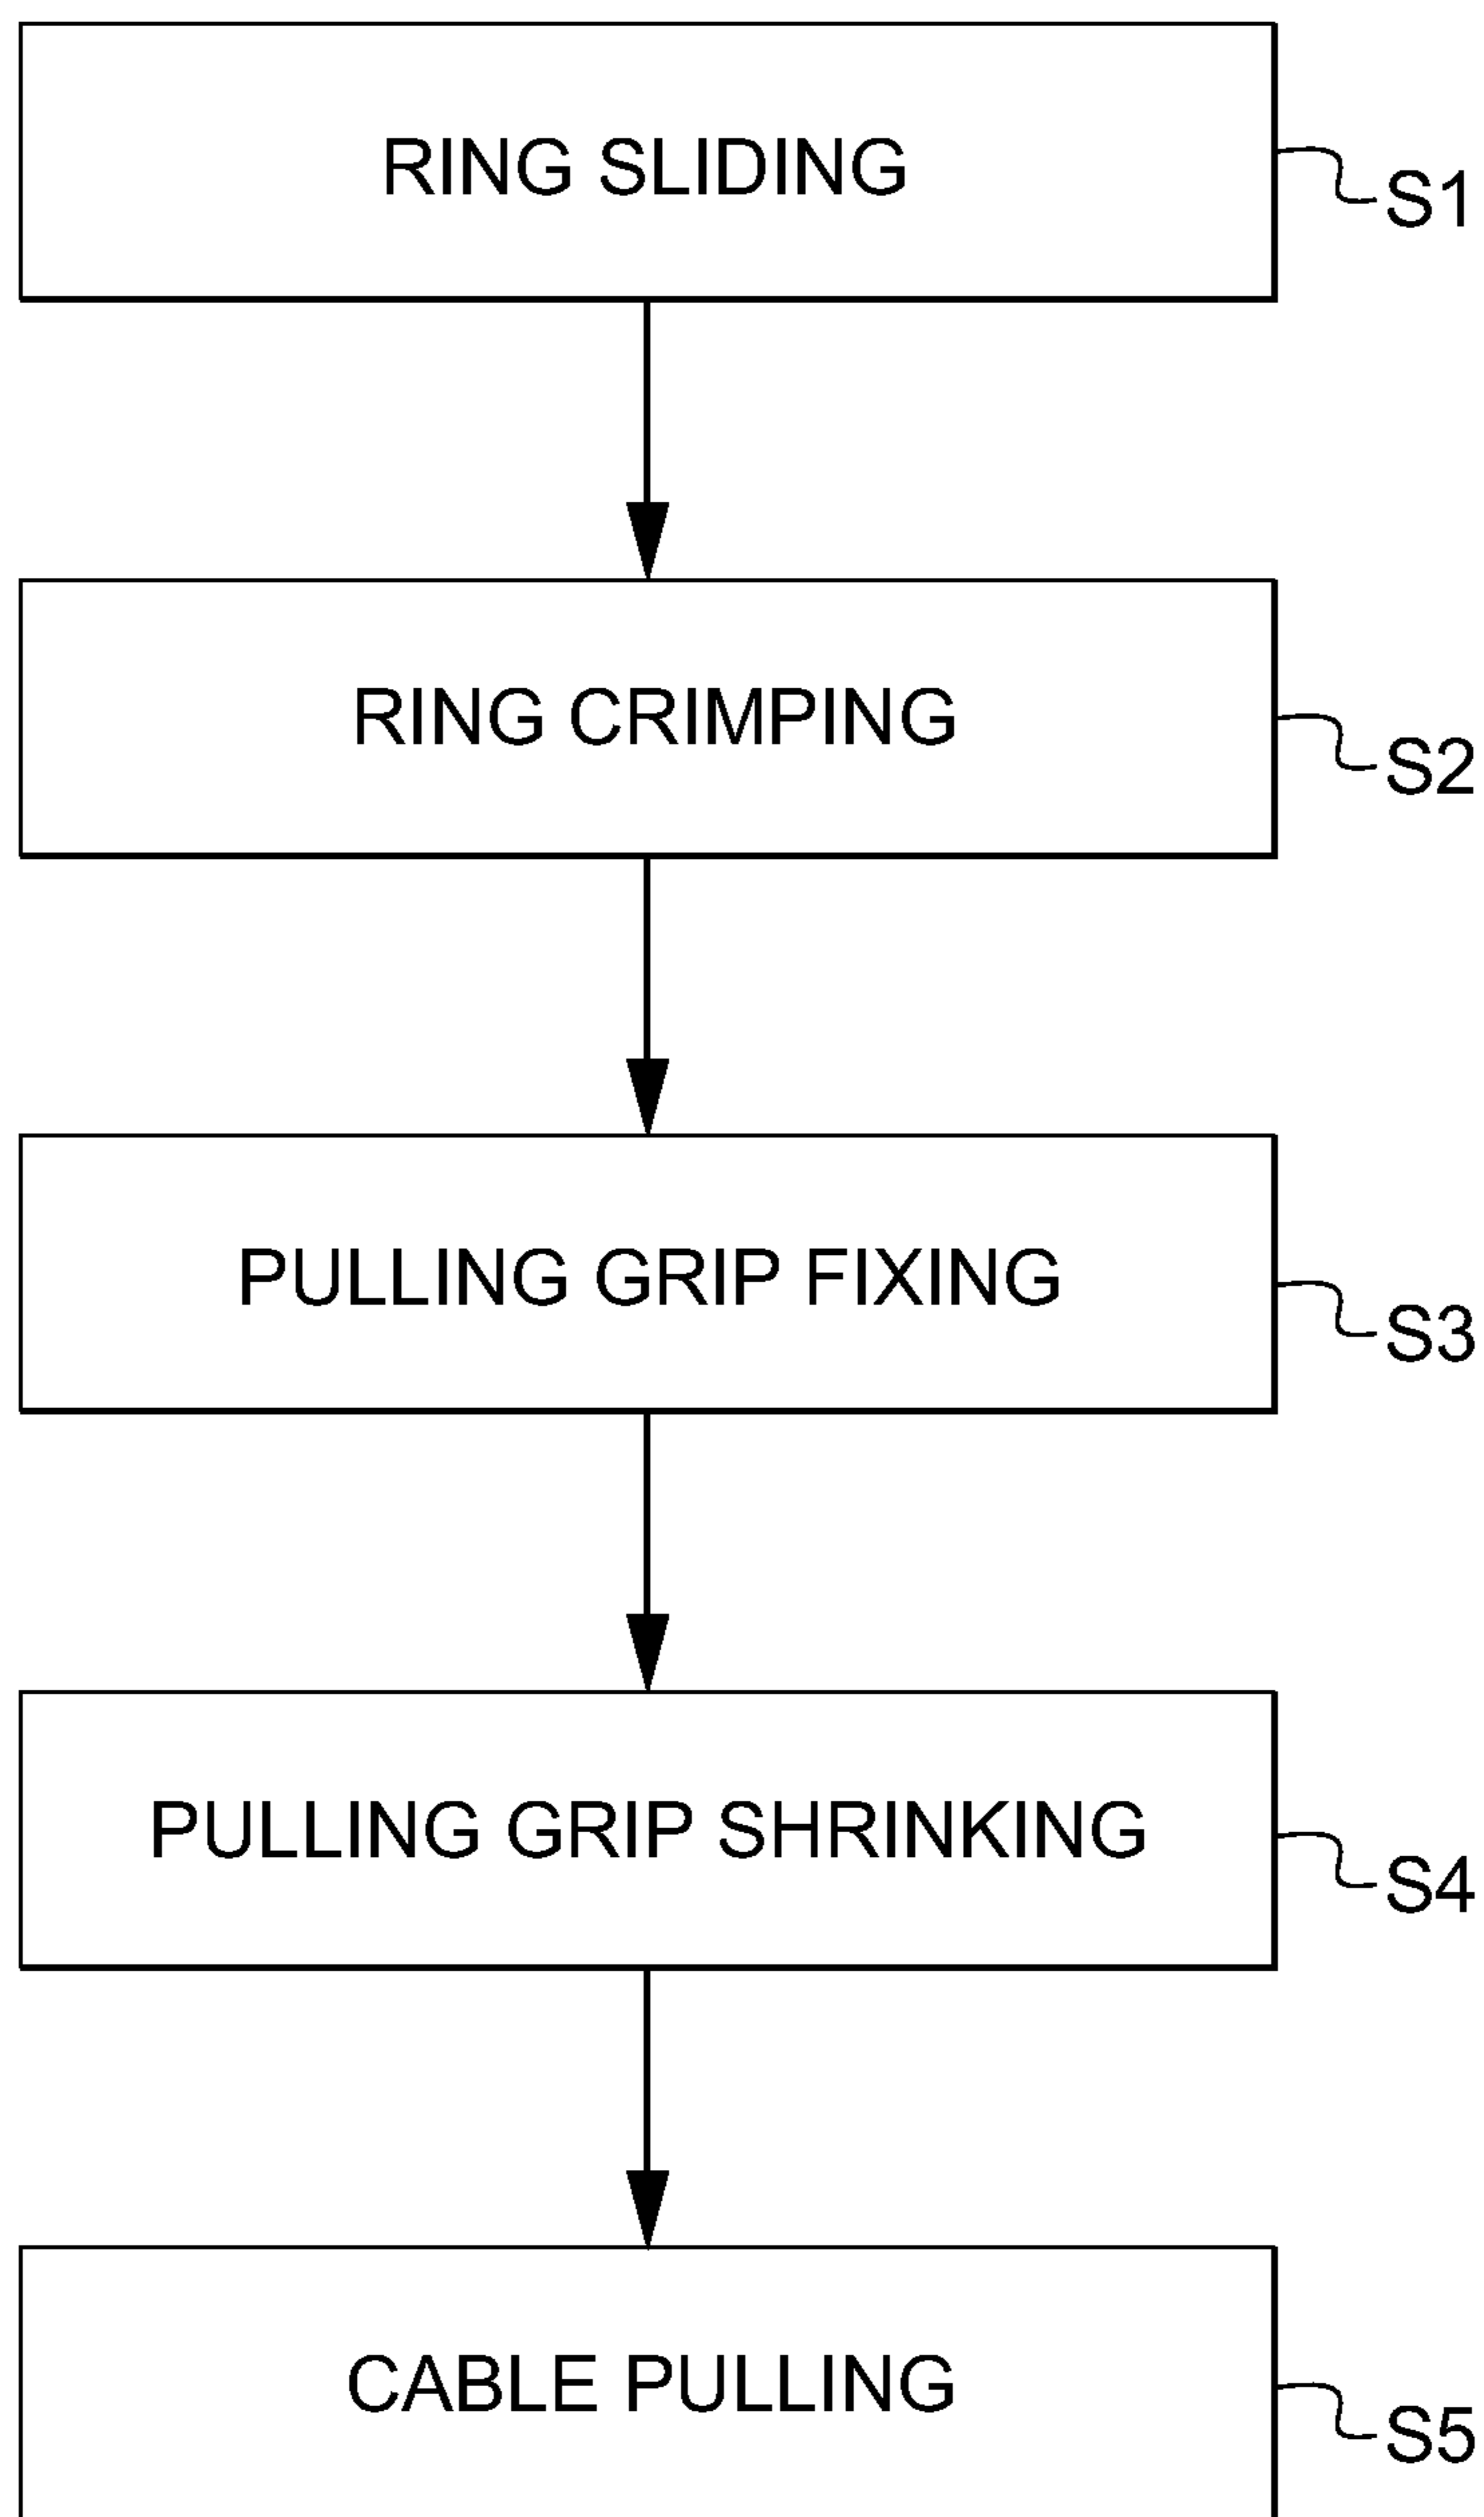 RING SLIDING
S1
RING CRIMPING
S2
PULLING GRIP FIXING
S3
PULLING GRIP SHRINKING
S4
CABLE PULLING
S5